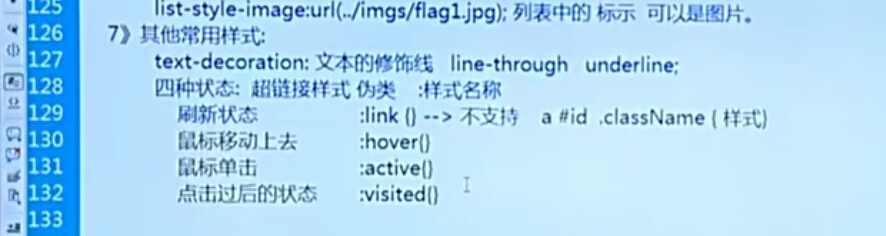 125 list-style-image:url(../imgs/flag1.jpg); 列表中的 标示 可以是图片。
126 7》其他常用样式:
127 text-decoration: 文本的修饰线 line-through underline;
128 四种状态: 超链接样式 伪类 :样式名称
129 刷新状态 :link {} --> 不支持 a #id .className ( 样式)
130 鼠标移动上去 :hover{}
131 鼠标单击 :active{}
132 点击过后的状态 :visited{}
133